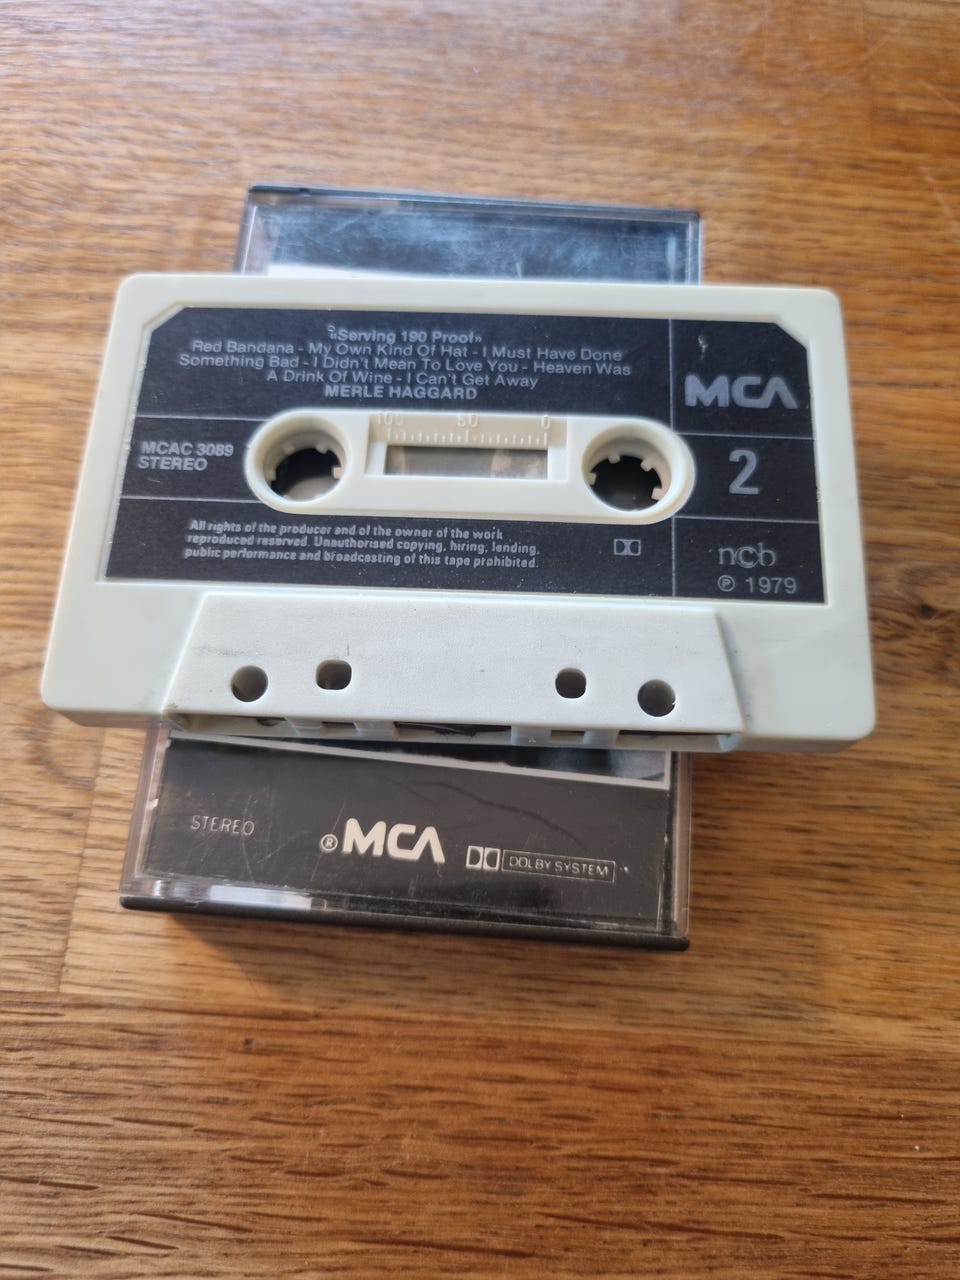 «Serving 190 Proof»
Red Bandana - My Own Kind Of Hat - I Must Have Done
Something Bad - I Didn't Mean To Love You - Heaven Was
A Drink Of Wine - I Can't Get Away
MERLE HAGGARD
MCA
100 50 0
MCAC 3089
STEREO
2
All rights of the producer and of the owner of the work
reproduced reserved. Unauthorised copying, hiring, lending,
public performance and broadcasting of this tape prohibited.
ncb
℗ 1979
STEREO
® MCA
DOLBY SYSTEM